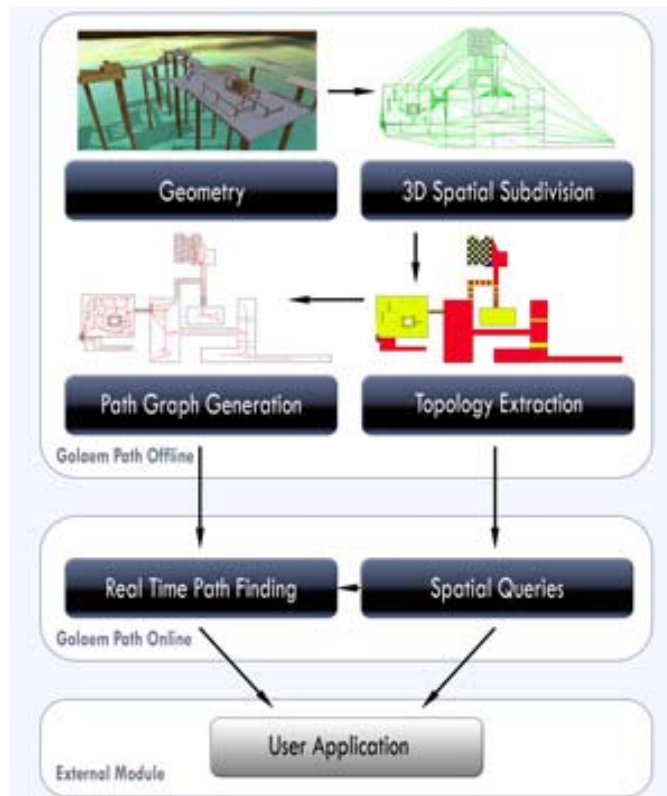 Geometry
3D Spatial Subdivision
Path Graph Generation
Topology Extraction
Golaem Path Offline
Real Time Path Finding
Spatial Queries
Golaem Path Online
User Application
External Module